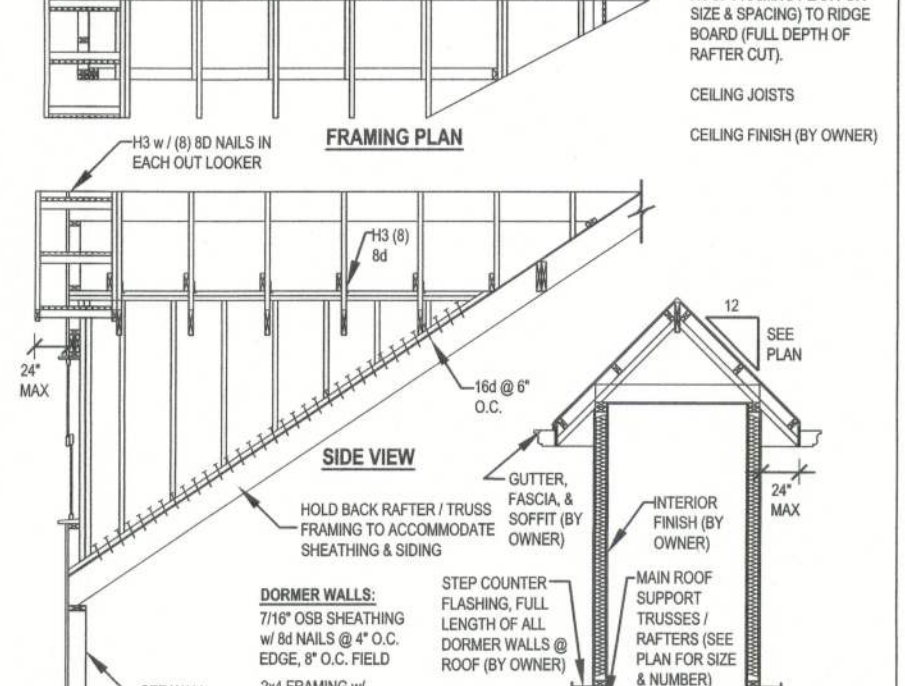 SIZE & SPACING) TO RIDGE
BOARD (FULL DEPTH OF
RAFTER CUT).
CEILING JOISTS
CEILING FINISH (BY OWNER)
FRAMING PLAN
H3 w / (8) 8D NAILS IN
EACH OUT LOOKER
H3 (8)
8d
24"
MAX
16d @ 6"
O.C.
SIDE VIEW
HOLD BACK RAFTER / TRUSS
FRAMING TO ACCOMMODATE
SHEATHING & SIDING
12
SEE
PLAN
GUTTER,
FASCIA, &
SOFFIT (BY
OWNER)
24"
MAX
INTERIOR
FINISH (BY
OWNER)
DORMER WALLS:
7/16" OSB SHEATHING
w/ 8d NAILS @ 4" O.C.
EDGE, 8" O.C. FIELD
2x4 FRAMING w/
STEP COUNTER
FLASHING, FULL
LENGTH OF ALL
DORMER WALLS @
ROOF (BY OWNER)
MAIN ROOF
SUPPORT
TRUSSES /
RAFTERS (SEE
PLAN FOR SIZE
& NUMBER)